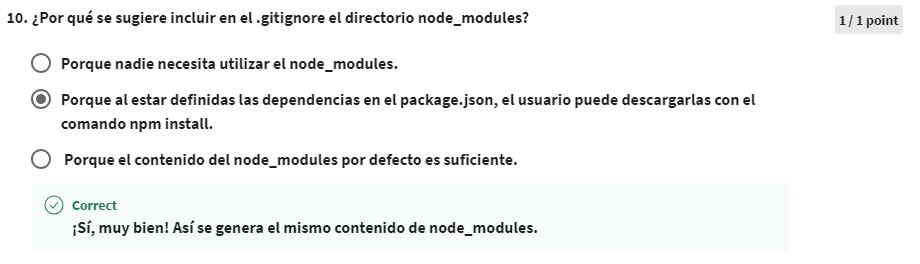 10. ¿Por qué se sugiere incluir en el .gitignore el directorio node_modules?
1 / 1 point
Porque nadie necesita utilizar el node_modules.
Porque al estar definidas las dependencias en el package.json, el usuario puede descargarlas con el
comando npm install.
Porque el contenido del node_modules por defecto es suficiente.
Correct
¡Sí, muy bien! Así se genera el mismo contenido de node_modules.